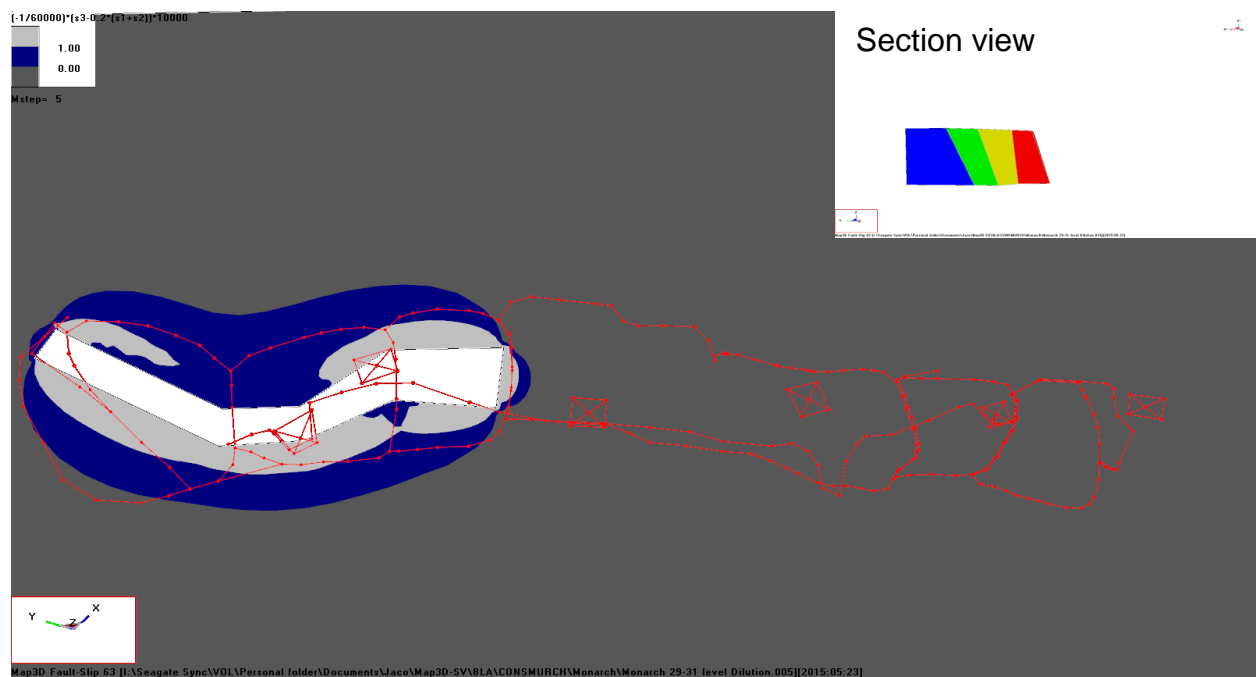 (-1/60000)*(s3-0.2*(s1+s2))*10000
1.00
0.00
Mstep= 5
Section view
Y
Z
X
Map3D Fault-Slip 63 [I:\Seagate Sync\VOL\Personal folder\Documents\Jaco\Map3D-SV\BLA\CONSMURCH\Monarch\Monarch 29-31 level Dilution.005][2015:05:23]